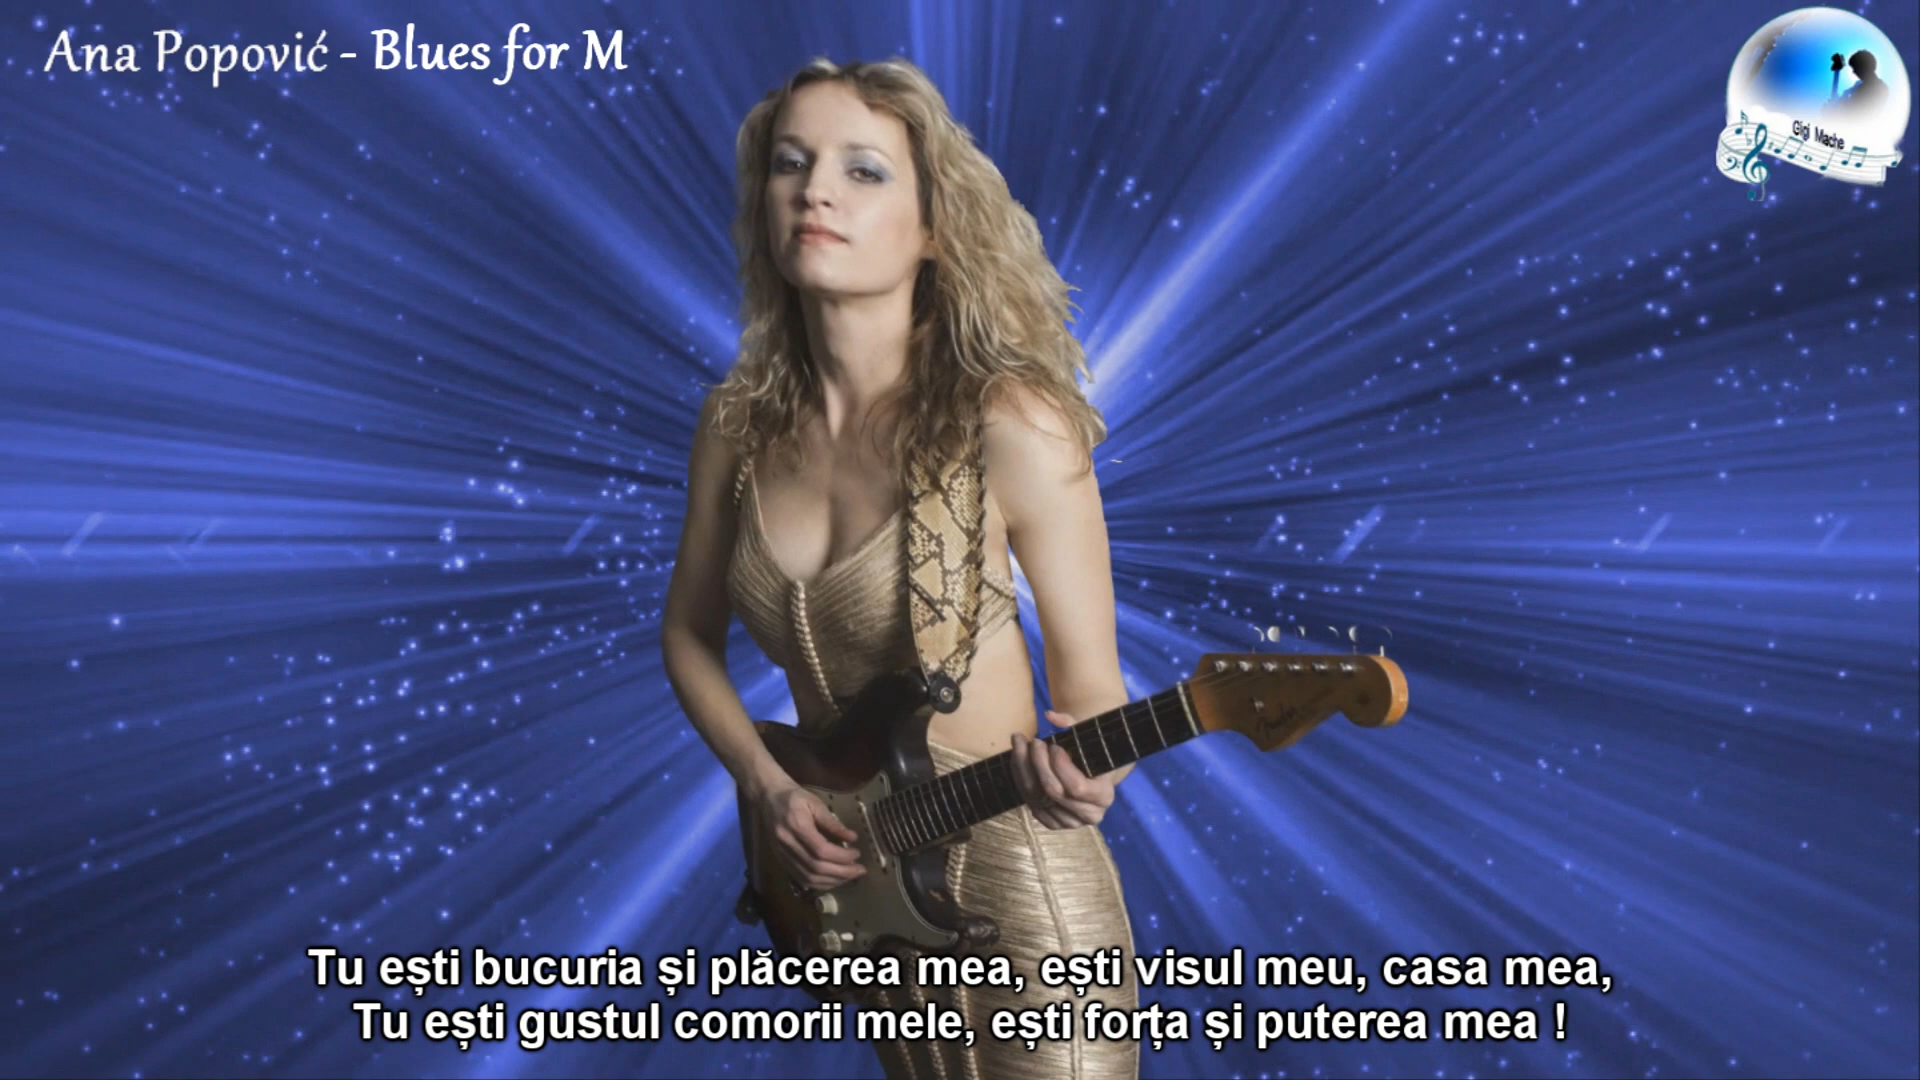 Ana Popović - Blues for M
Gigi Mache
Fender
Tu ești bucuria și plăcerea mea, ești visul meu, casa mea,
Tu ești gustul comorii mele, ești forța și puterea mea !